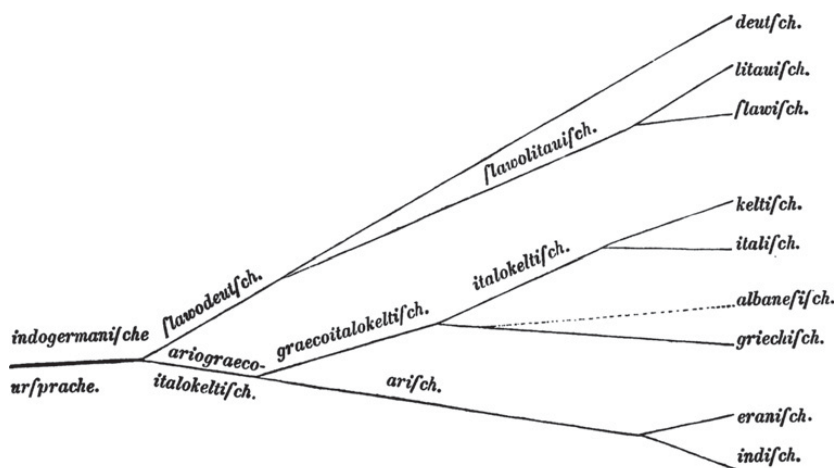 deutſch.
litauiſch.
ſlawiſch.
ſlawolitauiſch.
keltiſch.
italiſch.
italokeltiſch.
ſlawodeutſch.
albaneſiſch.
graecoitalokeltiſch.
griechiſch.
indogermaniſche
urſprache.
ariograeco-
italokeltiſch.
ariſch.
eraniſch.
indiſch.